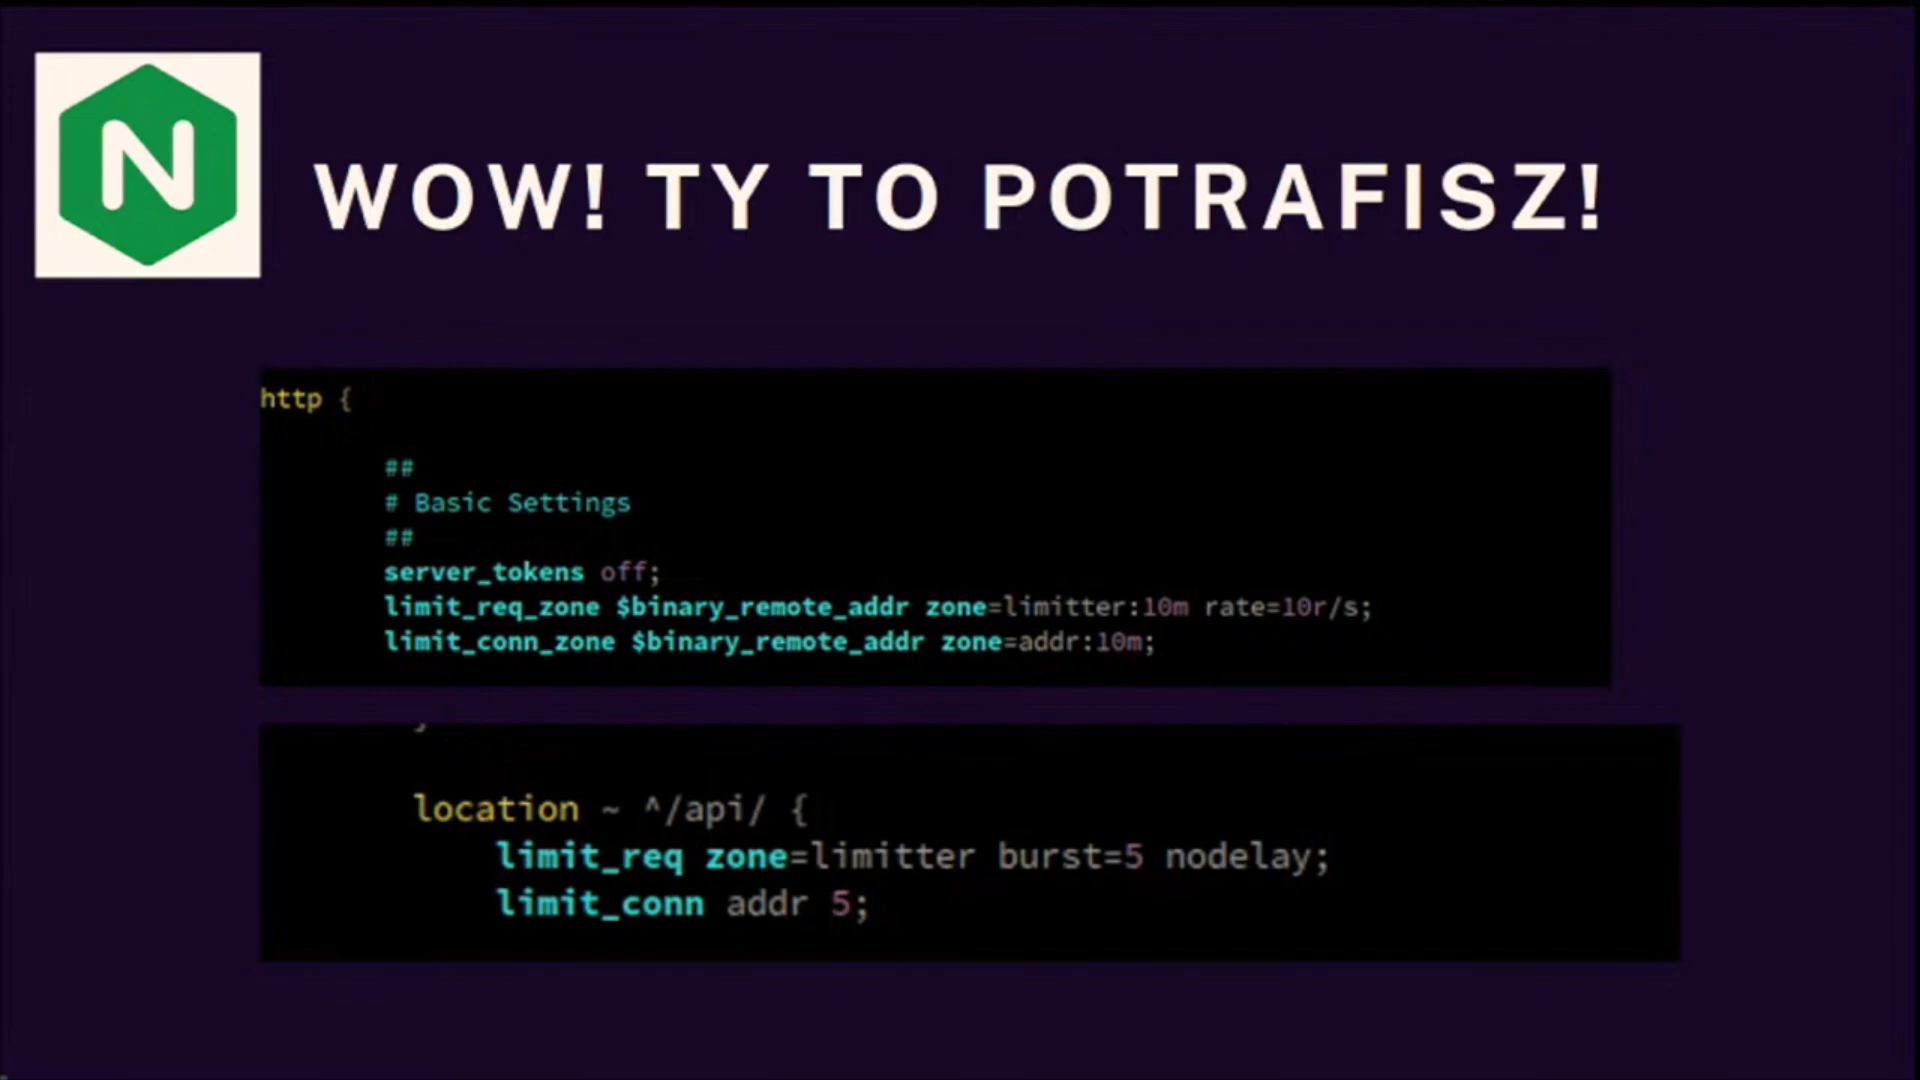 N
WOW! TY TO POTRAFISZ!
http {
##
# Basic Settings
##
server_tokens off;
limit_req_zone $binary_remote_addr zone=limitter:10m rate=10r/s;
limit_conn_zone $binary_remote_addr zone=addr:10m;
location ~ ^/api/ {
limit_req zone=limitter burst=5 nodelay;
limit_conn addr 5;